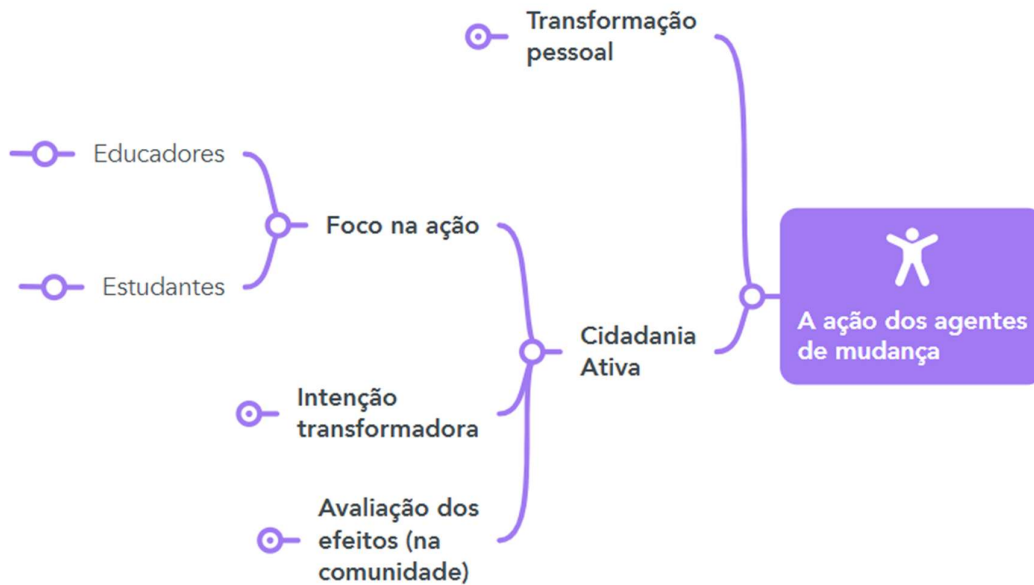 Transformação
pessoal
Educadores
Foco na ação
Estudantes
A ação dos agentes
de mudança
Cidadania
Ativa
Intenção
transformadora
Avaliação dos
efeitos (na
comunidade)